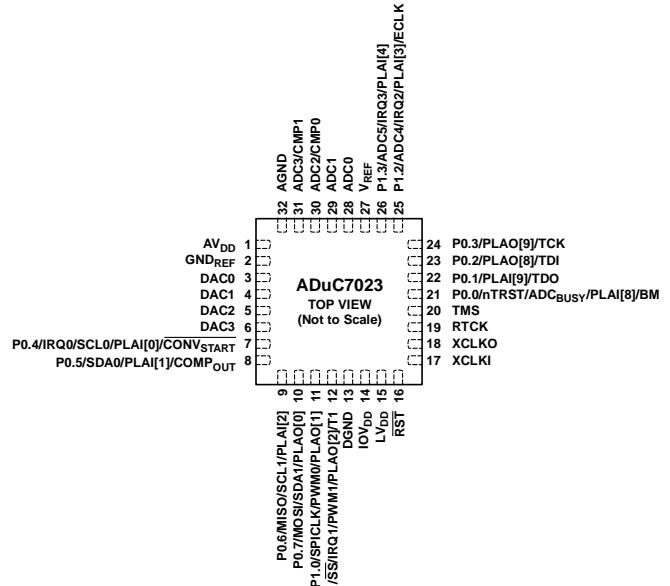 32 AGND
31 ADC3/CMP1
30 ADC2/CMP0
29 ADC1
28 ADC0
27 VREF
26 P1.3/ADC5/IRQ3/PLAI[4]
25 P1.2/ADC4/IRQ2/PLAI[3]/ECLK
AVDD 1
GNDREF 2
DAC0 3
DAC1 4
DAC2 5
DAC3 6
P0.4/IRQ0/SCL0/PLAI[0]/CONVSTART 7
P0.5/SDA0/PLAI[1]/COMPOUT 8
ADuC7023
TOP VIEW
(Not to Scale)
24 P0.3/PLAO[9]/TCK
23 P0.2/PLAO[8]/TDI
22 P0.1/PLAI[9]/TDO
21 P0.0/nTRST/ADCBUSY/PLAI[8]/BM
20 TMS
19 RTCK
18 XCLKO
17 XCLKI
P0.6/MISO/SCL1/PLAI[2] 9
P0.7/MOSI/SDA1/PLAO[0] 10
P1.0/SPICLK/PWM0/PLAO[1] 11
/SS/IRQ1/PWM1/PLAO[2]/T1 12
DGND 13
IOVDD 14
LVDD 15
RST 16